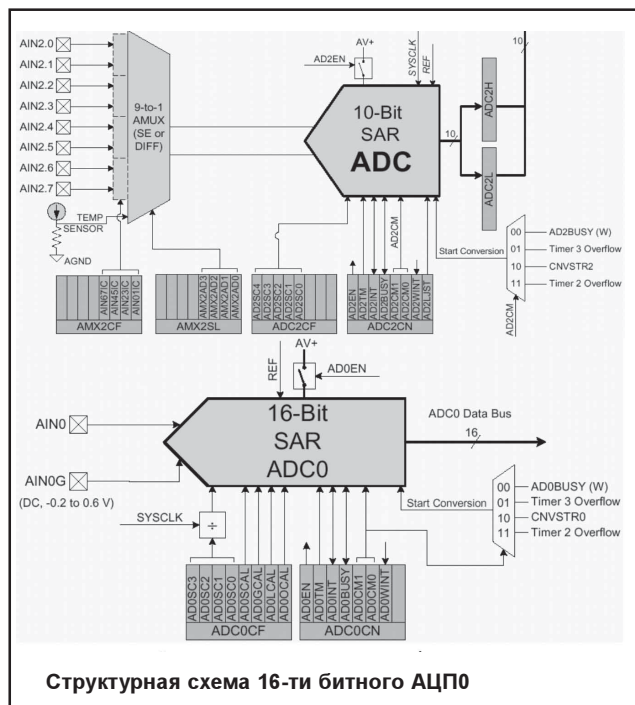 AIN2.0
AIN2.1
AIN2.2
AIN2.3
AIN2.4
AIN2.5
AIN2.6
AIN2.7
TEMP
SENSOR
AGND
9-to-1
AMUX
(SE or
DIFF)
AD2EN
AV+
SYSCLK
REF
10-Bit
SAR
ADC
10
ADC2H
ADC2L
10
AD2CM
Start Conversion
00
01
10
11
AD2BUSY (W)
Timer 3 Overflow
CNVSTR2
Timer 2 Overflow
AD2CM
AIN67IC
AIN45IC
AIN23IC
AIN01IC
AMX2CF
AMX2AD3
AMX2AD2
AMX2AD1
AMX2AD0
AMX2SL
AD2SC4
AD2SC3
AD2SC2
AD2SC1
AD2SC0
ADC2CF
AD2EN
AD2TM
AD2INT
AD2BUSY
AD2CM1
AD2CM0
AD2WINT
AD2LJST
ADC2CN
REF
AV+
AD0EN
AIN0
AIN0G
(DC, -0.2 to 0.6 V)
16-Bit
SAR
ADC0
ADC0 Data Bus
16
SYSCLK
÷
Start Conversion
00
01
10
11
AD0BUSY (W)
Timer 3 Overflow
CNVSTR0
Timer 2 Overflow
AD0SC3
AD0SC2
AD0SC1
AD0SC0
AD0SCAL
AD0GCAL
AD0LCAL
AD0OCAL
ADC0CF
AD0EN
AD0TM
AD0INT
AD0BUSY
AD0CM1
AD0CM0
AD0WINT
ADC0CN
Структурная схема 16-ти битного АЦП0